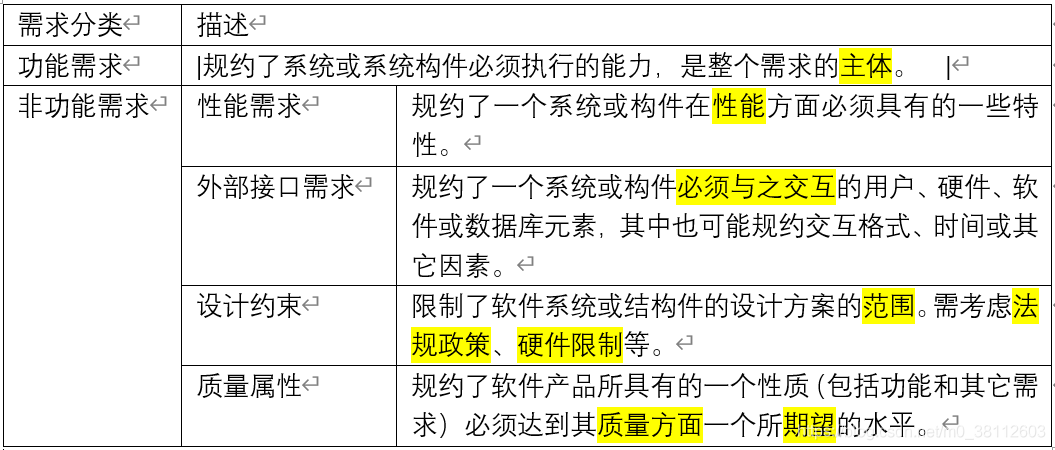 需求分类 描述
功能需求 |规约了系统或系统构件必须执行的能力，是整个需求的主体。 |
非功能需求 性能需求 规约了一个系统或构件在性能方面必须具有的一些特
性。
外部接口需求 规约了一个系统或构件必须与之交互的用户、硬件、软
件或数据库元素，其中也可能规约交互格式、时间或其
它因素。
设计约束 限制了软件系统或结构件的设计方案的范围。需考虑法
规政策、硬件限制等。
质量属性 规约了软件产品所具有的一个性质（包括功能和其它需
求）必须达到其质量方面一个所期望的水平。